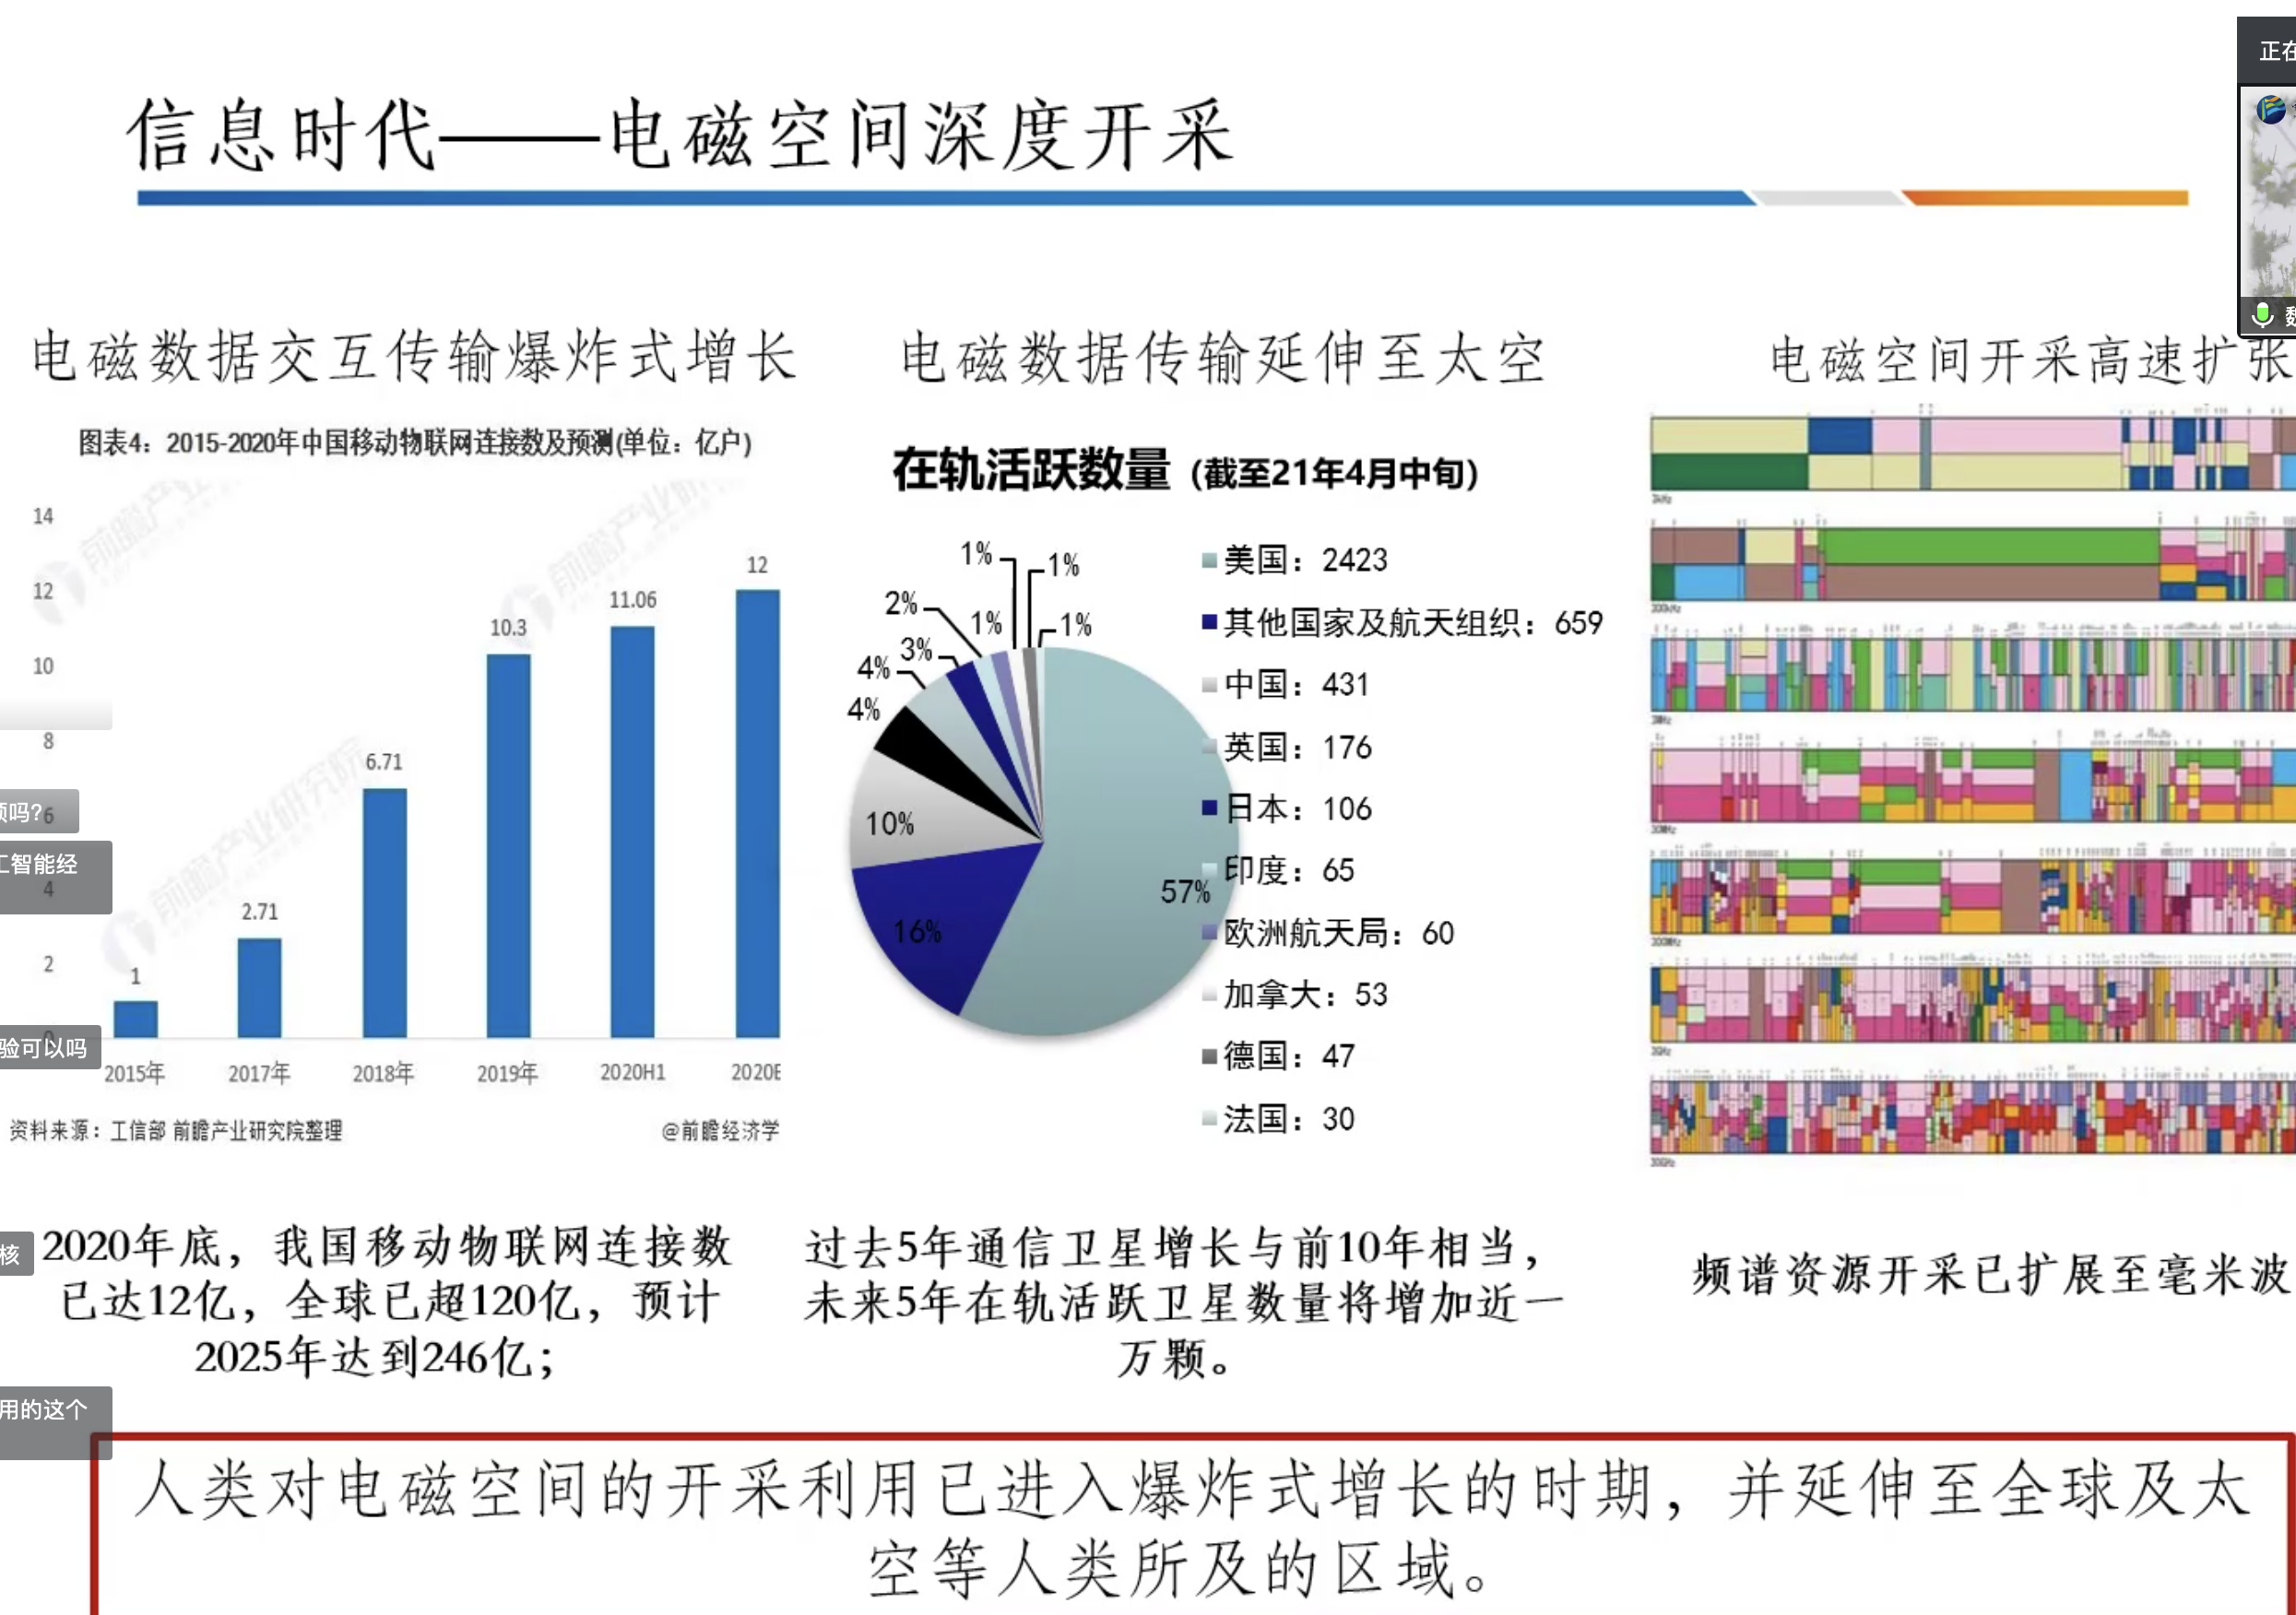 信息时代——电磁空间深度开采
正在
电磁数据交互传输爆炸式增长
图表4：2015-2020年中国移动物联网连接数及预测(单位：亿户)
前瞻产业研究院
14
12
10
8
6
4
2
0
1
2.71
6.71
10.3
11.06
12
2015年
2017年
2018年
2019年
2020H1
2020E
资料来源：工信部 前瞻产业研究院整理
@前瞻经济学
2020年底，我国移动物联网连接数
已达12亿，全球已超120亿，预计
2025年达到246亿；
电磁数据传输延伸至太空
在轨活跃数量（截至21年4月中旬）
1%
1%
2%
1%
1%
3%
4%
4%
10%
16%
57%
美国：2423
其他国家及航天组织：659
中国：431
英国：176
日本：106
印度：65
欧洲航天局：60
加拿大：53
德国：47
法国：30
过去5年通信卫星增长与前10年相当，
未来5年在轨活跃卫星数量将增加近一
万颗。
电磁空间开采高速扩张
频谱资源开采已扩展至毫米波
吗?
工智能经
验可以吗
核
用的这个
人类对电磁空间的开采利用已进入爆炸式增长的时期，并延伸至全球及太
空等人类所及的区域。